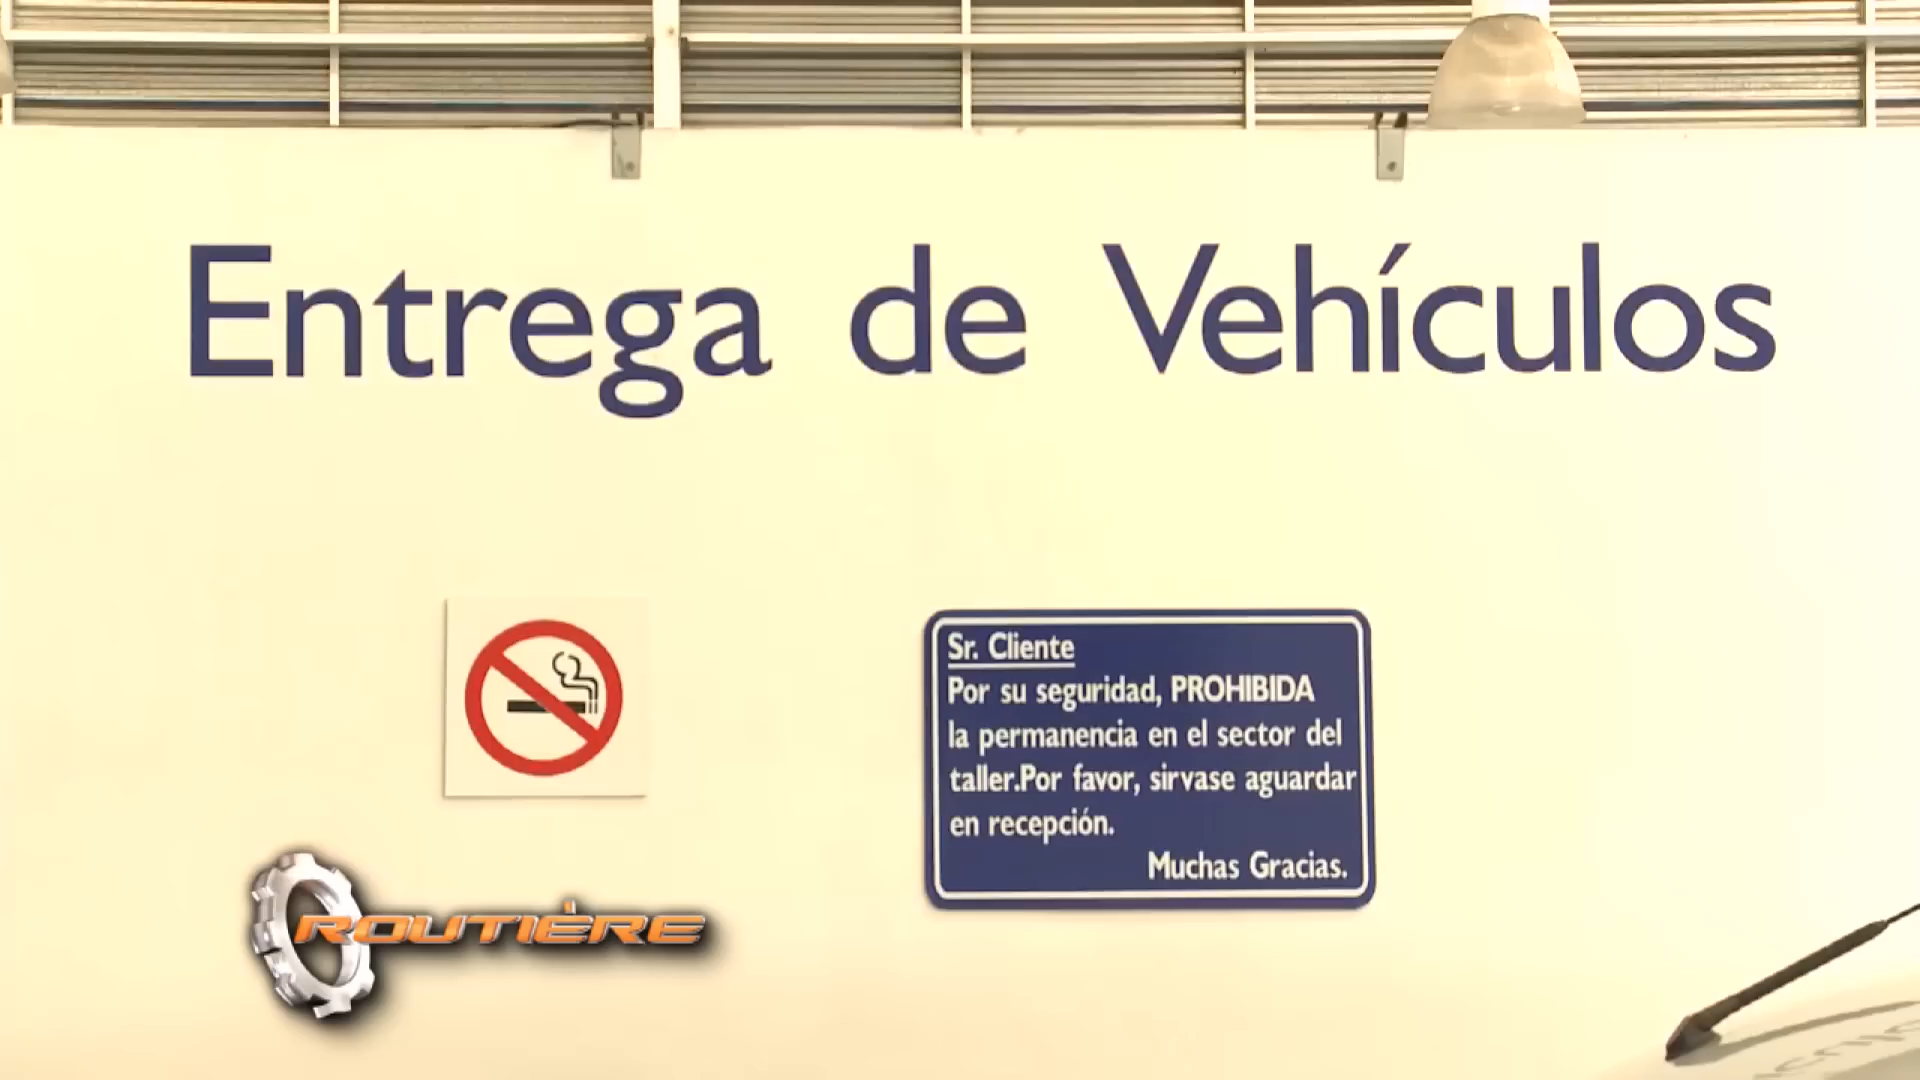 Entrega de Vehículos
Sr. Cliente
Por su seguridad, PROHIBIDA
la permanencia en el sector del
taller.Por favor, sirvase aguardar
en recepción.
Muchas Gracias.
ROUTIÈRE